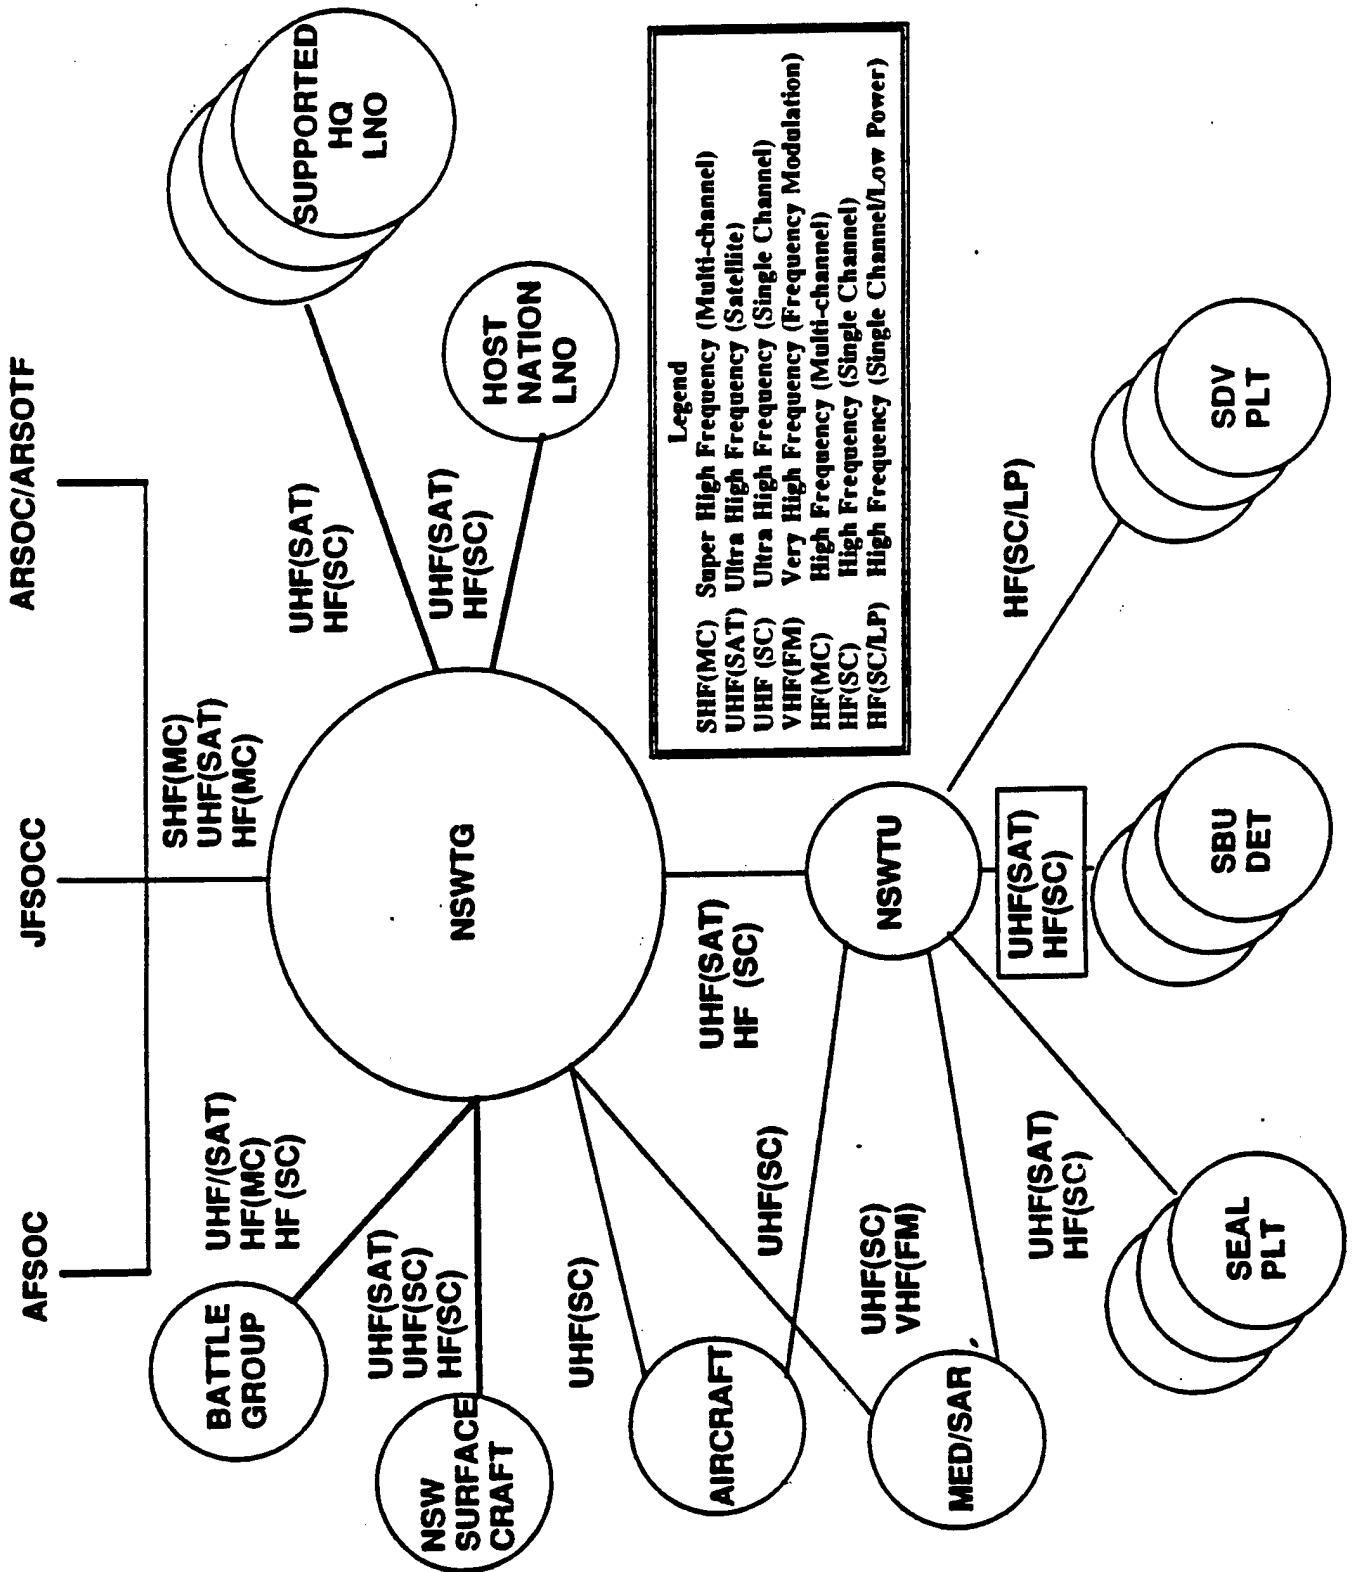 AFSOC
JFSOCC
ARSOC/ARSOTF
SHF(MC)
UHF(SAT)
HF(MC)
BATTLE
GROUP
UHF/(SAT)
HF(MC)
HF (SC)
SUPPORTED
HQ
LNO
UHF(SAT)
HF(SC)
NSW
SURFACE
CRAFT
UHF(SAT)
UHF(SC)
HF(SC)
NSWTG
UHF(SAT)
HF(SC)
HOST
NATION
LNO
UHF(SC)
AIRCRAFT
UHF(SC)
UHF(SAT)
HF (SC)
Legend
SHF(MC) Super High Frequency (Multi-channel)
UHF(SAT) Ultra High Frequency (Satellite)
UHF (SC) Ultra High Frequency (Single Channel)
VHF(FM) Very High Frequency (Frequency Modulation)
HF(MC) High Frequency (Multi-channel)
HF(SC) High Frequency (Single Channel)
HF(SC/LP) High Frequency (Single Channel/Low Power)
MED/SAR
UHF(SC)
VHF(FM)
NSWTU
UHF(SAT)
HF(SC)
UHF(SAT)
HF(SC)
HF(SC/LP)
SEAL
PLT
SBU
DET
SDV
PLT